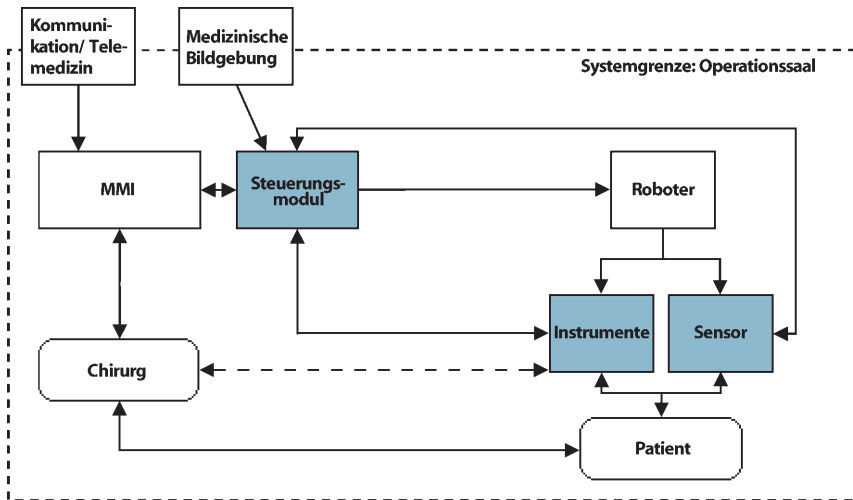 Kommuni-
kation/ Tele-
medizin
Medizinische
Bildgebung
Systemgrenze: Operationssaal
MMI
Steuerungs-
modul
Roboter
Instrumente
Sensor
Chirurg
Patient